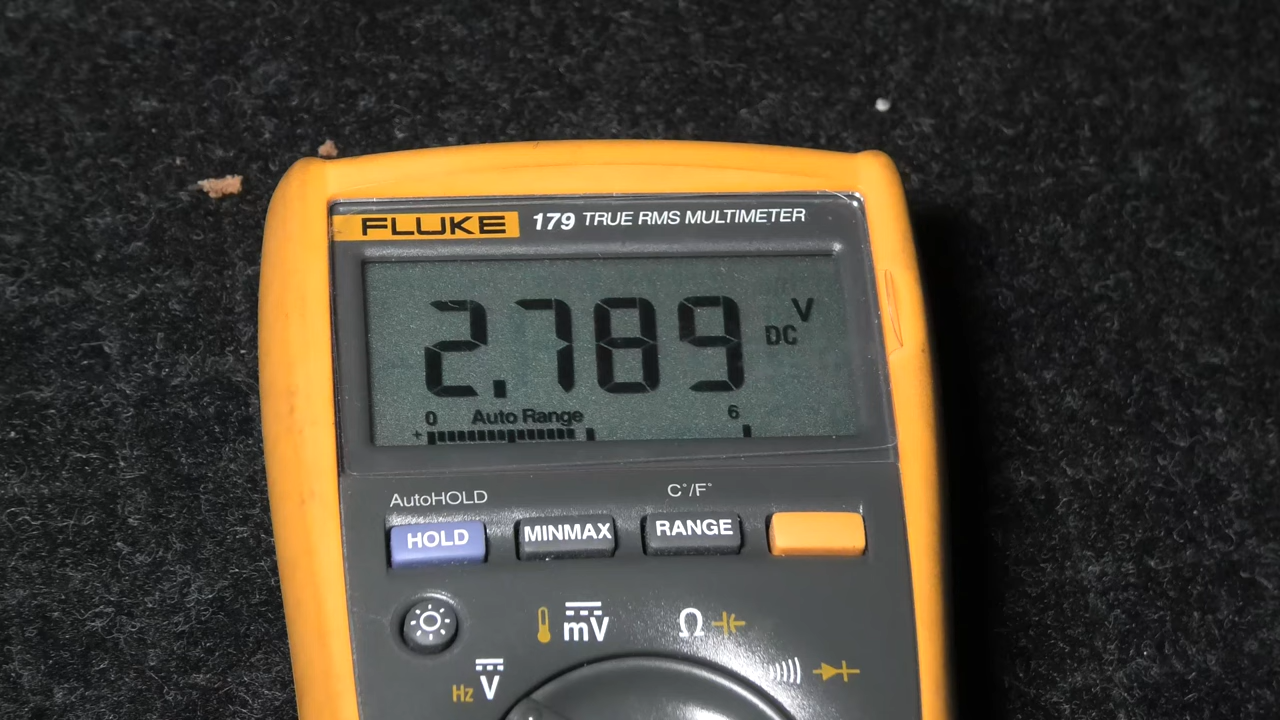 FLUKE 179 TRUE RMS MULTIMETER
2.789 V DC
0 Auto Range 6
+
AutoHOLD C°/F°
HOLD MINMAX RANGE
mV Ω
Hz V